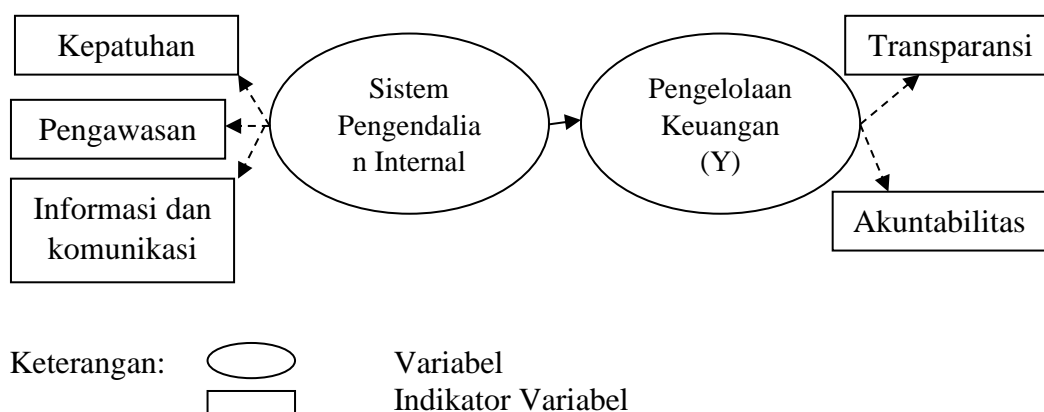 Kepatuhan
Pengawasan
Informasi dan
komunikasi
Sistem
Pengendalia
n Internal
Pengelolaan
Keuangan
(Y)
Transparansi
Akuntabilitas
Keterangan:
Variabel
Indikator Variabel